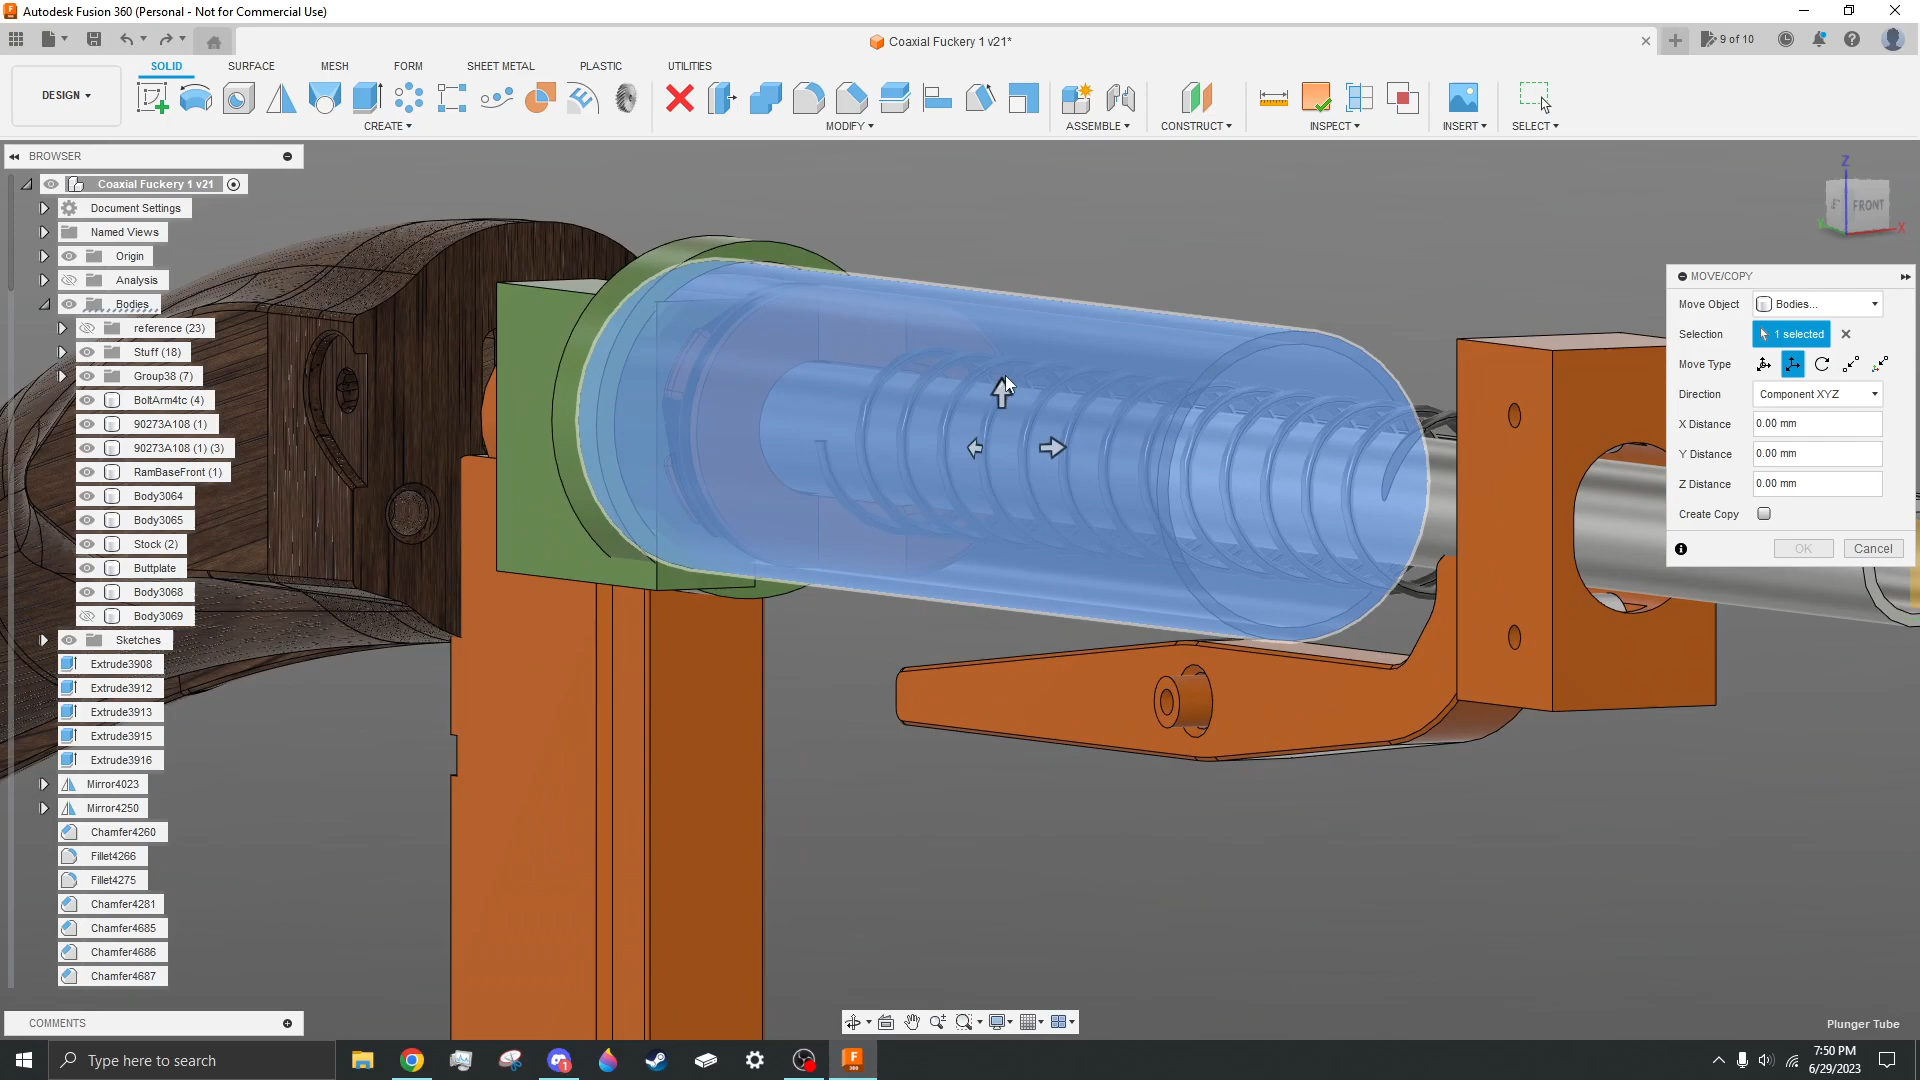 Autodesk Fusion 360 (Personal - Not for Commercial Use)
Coaxial Fuckery 1 v21*
9 of 10
SOLID
SURFACE
MESH
FORM
SHEET METAL
PLASTIC
UTILITIES
DESIGN
CREATE
MODIFY
ASSEMBLE
CONSTRUCT
INSPECT
INSERT
SELECT
BROWSER
Coaxial Fuckery 1 v21
Document Settings
Named Views
Origin
Analysis
Bodies
reference (23)
Stuff (18)
Group38 (7)
BoltArm4tc (4)
90273A108 (1)
90273A108 (1) (3)
RamBaseFront (1)
Body3064
Body3065
Stock (2)
Buttplate
Body3068
Body3069
Sketches
Extrude3908
Extrude3912
Extrude3913
Extrude3915
Extrude3916
Mirror4023
Mirror4250
Chamfer4260
Fillet4266
Fillet4275
Chamfer4281
Chamfer4685
Chamfer4686
Chamfer4687
COMMENTS
Z
FRONT
X
Y
MOVE/COPY
Move Object Bodies...
Selection 1 selected
Move Type
Direction Component XYZ
X Distance 0.00 mm
Y Distance 0.00 mm
Z Distance 0.00 mm
Create Copy
OK Cancel
Plunger Tube
Type here to search
7:50 PM
6/29/2023